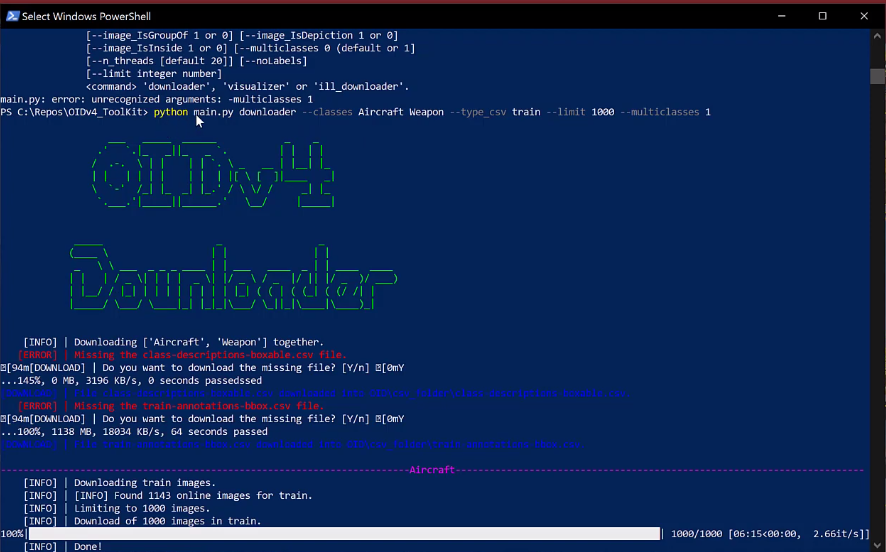 Select Windows PowerShell
[--image_IsGroupOf 1 or 0] [--image_IsDepiction 1 or 0]
[--image_IsInside 1 or 0] [--multiclasses 0 (default or 1]
[--n_threads [default 20]] [--noLabels]
[--limit integer number]
<command> 'downloader', 'visualizer' or 'ill_downloader'.
main.py: error: unrecognized arguments: -multiclasses 1
PS C:\Repos\OIDv4_ToolKit> python main.py downloader --classes Aircraft Weapon --type_csv train --limit 1000 --multiclasses 1
OIDv4
Downloader
[INFO] | Downloading ['Aircraft', 'Weapon'] together.
[ERROR] | Missing the class-descriptions-boxable.csv file.
[94m[DOWNLOAD] | Do you want to download the missing file? [Y/n] [0mY
...145%, 0 MB, 3196 KB/s, 0 seconds passedssed
[ERROR] | Missing the train-annotations-bbox.csv file.
[94m[DOWNLOAD] | Do you want to download the missing file? [Y/n] [0mY
...100%, 1138 MB, 18034 KB/s, 64 seconds passed
Aircraft
[INFO] | Downloading train images.
[INFO] | [INFO] Found 1143 online images for train.
[INFO] | Limiting to 1000 images.
[INFO] | Download of 1000 images in train.
100%| | 1000/1000 [06:15<00:00, 2.66it/s]]
[INFO] | Done!